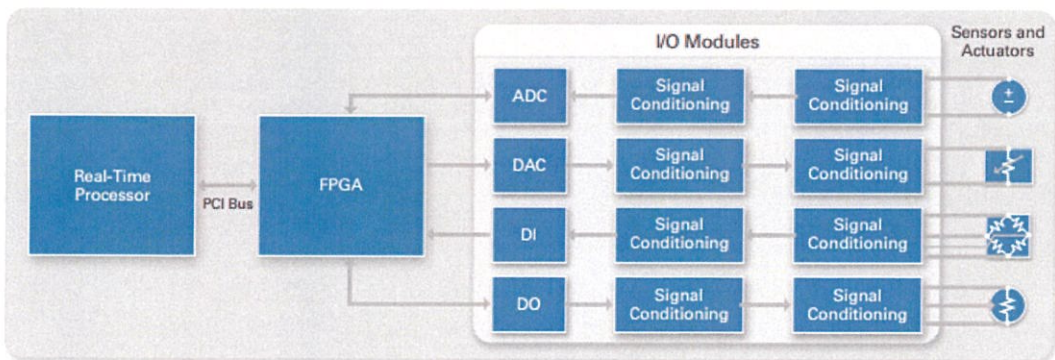 I/O Modules
Sensors and
Actuators
Real-Time
Processor
PCI Bus
FPGA
ADC
Signal
Conditioning
Signal
Conditioning
DAC
Signal
Conditioning
Signal
Conditioning
DI
Signal
Conditioning
Signal
Conditioning
DO
Signal
Conditioning
Signal
Conditioning